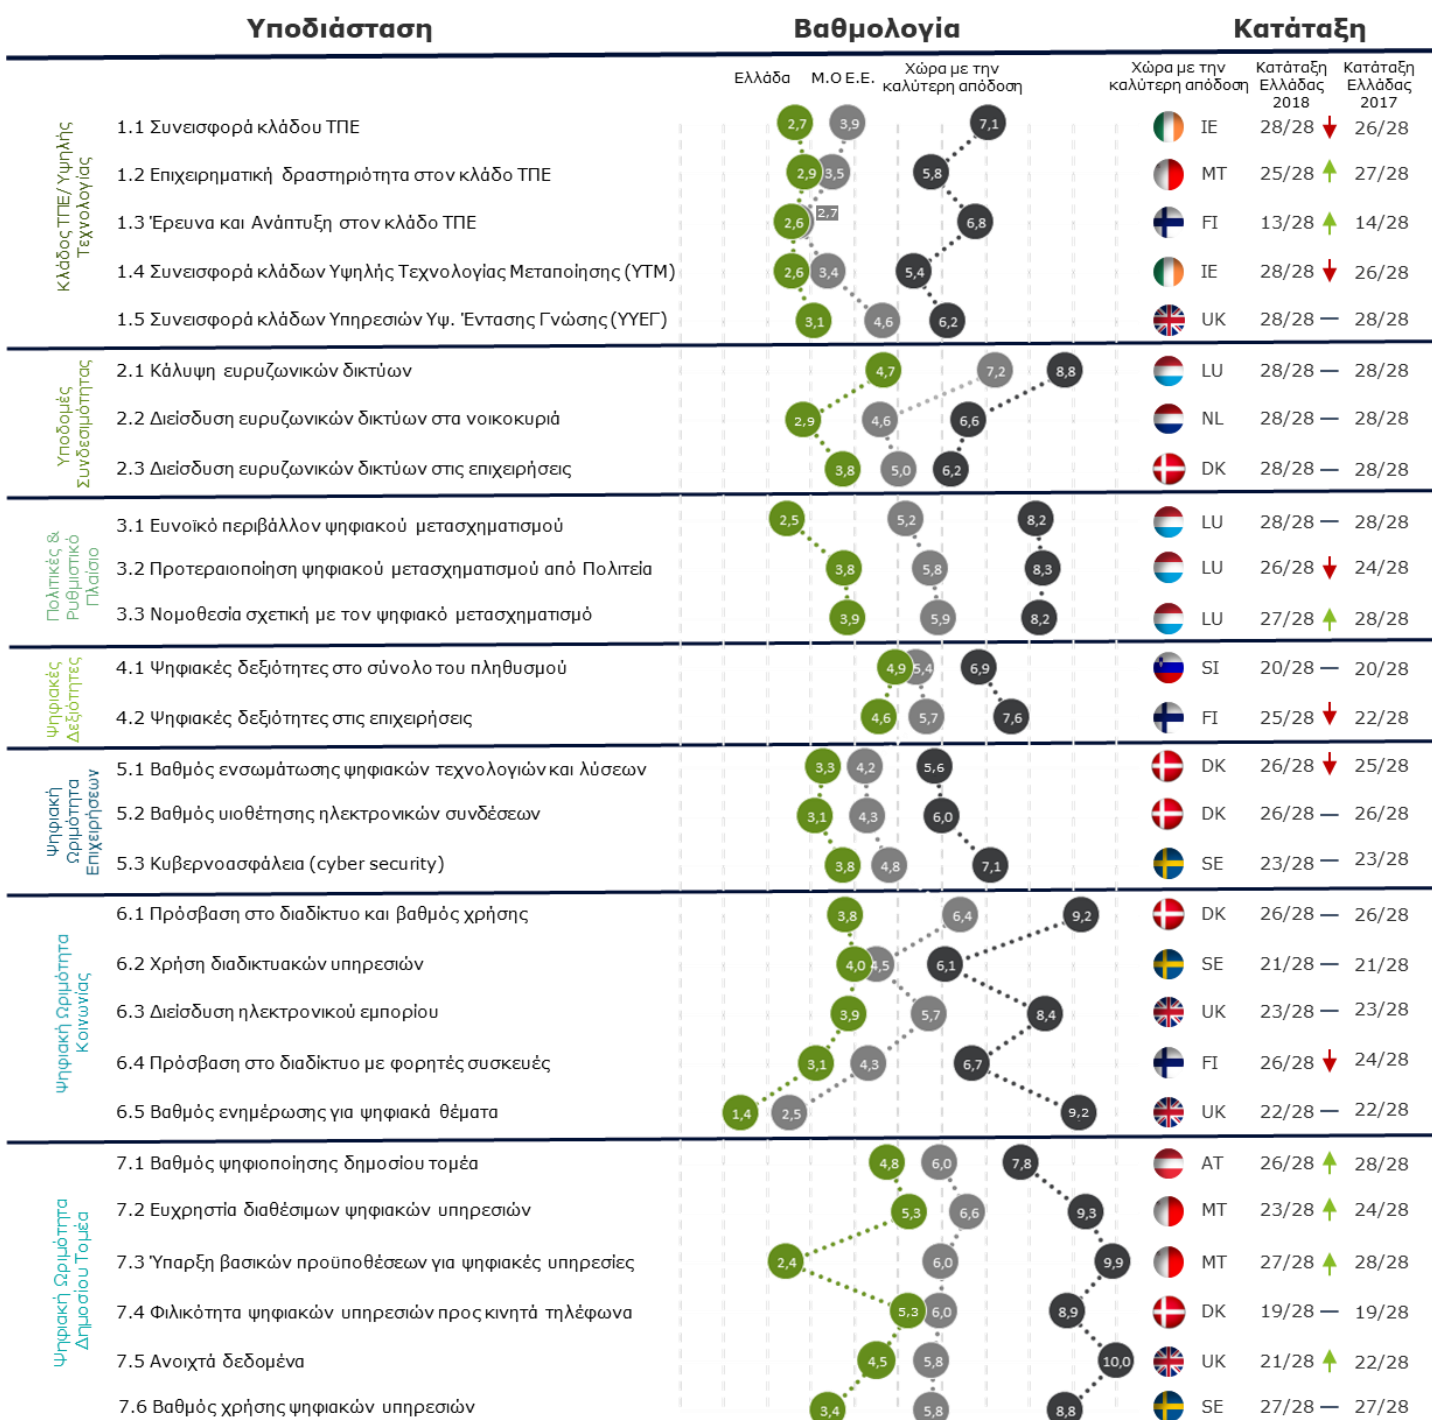 Υποδιάσταση Βαθμολογία Κατάταξη
Ελλάδα Μ.Ο Ε.Ε. Χώρα με την καλύτερη απόδοση Χώρα με την καλύτερη απόδοση Κατάταξη Ελλάδας 2018 Κατάταξη Ελλάδας 2017
Κλάδος ΤΠΕ/ Υψηλής
Τεχνολογίας
1.1 Συνεισφορά κλάδου ΤΠΕ 2,7 3,9 7,1 IE 28/28 26/28
1.2 Επιχειρηματική δραστηριότητα στον κλάδο ΤΠΕ 2,9 3,5 5,8 MT 25/28 27/28
1.3 Έρευνα και Ανάπτυξη στον κλάδο ΤΠΕ 2,6 2,7 6,8 FI 13/28 14/28
1.4 Συνεισφορά κλάδων Υψηλής Τεχνολογίας Μεταποίησης (ΥΤΜ) 2,6 3,4 5,4 IE 28/28 26/28
1.5 Συνεισφορά κλάδων Υπηρεσιών Υψ. Έντασης Γνώσης (ΥΥΕΓ) 3,1 4,6 6,2 UK 28/28 — 28/28
Υποδομές
Συνδεσιμότητας
2.1 Κάλυψη ευρυζωνικών δικτύων 4,7 7,2 8,8 LU 28/28 — 28/28
2.2 Διείσδυση ευρυζωνικών δικτύων στα νοικοκυριά 2,9 4,6 6,6 NL 28/28 — 28/28
2.3 Διείσδυση ευρυζωνικών δικτύων στις επιχειρήσεις 3,8 5,0 6,2 DK 28/28 — 28/28
Πολιτικές &
Ρυθμιστικό
Πλαίσιο
3.1 Ευνοϊκό περιβάλλον ψηφιακού μετασχηματισμού 2,5 5,2 8,2 LU 28/28 — 28/28
3.2 Προτεραιοποίηση ψηφιακού μετασχηματισμού από Πολιτεία 3,8 5,8 8,3 LU 26/28 24/28
3.3 Νομοθεσία σχετική με τον ψηφιακό μετασχηματισμό 3,9 5,9 8,2 LU 27/28 28/28
Ψηφιακές
Δεξιότητες
4.1 Ψηφιακές δεξιότητες στο σύνολο του πληθυσμού 4,9 5,4 6,9 SI 20/28 — 20/28
4.2 Ψηφιακές δεξιότητες στις επιχειρήσεις 4,6 5,7 7,6 FI 25/28 22/28
Ψηφιακή
Ωριμότητα
Επιχειρήσεων
5.1 Βαθμός ενσωμάτωσης ψηφιακών τεχνολογιών και λύσεων 3,3 4,2 5,6 DK 26/28 25/28
5.2 Βαθμός υιοθέτησης ηλεκτρονικών συνδέσεων 3,1 4,3 6,0 DK 26/28 — 26/28
5.3 Κυβερνοασφάλεια (cyber security) 3,8 4,8 7,1 SE 23/28 — 23/28
Ψηφιακή Ωριμότητα
Κοινωνίας
6.1 Πρόσβαση στο διαδίκτυο και βαθμός χρήσης 3,8 6,4 9,2 DK 26/28 — 26/28
6.2 Χρήση διαδικτυακών υπηρεσιών 4,0 4,5 6,1 SE 21/28 — 21/28
6.3 Διείσδυση ηλεκτρονικού εμπορίου 3,9 5,7 8,4 UK 23/28 — 23/28
6.4 Πρόσβαση στο διαδίκτυο με φορητές συσκευές 3,1 4,3 6,7 FI 26/28 24/28
6.5 Βαθμός ενημέρωσης για ψηφιακά θέματα 1,4 2,5 9,2 UK 22/28 — 22/28
Ψηφιακή Ωριμότητα
Δημοσίου Τομέα
7.1 Βαθμός ψηφιοποίησης δημοσίου τομέα 4,8 6,0 7,8 AT 26/28 28/28
7.2 Ευχρηστία διαθέσιμων ψηφιακών υπηρεσιών 5,3 6,6 9,3 MT 23/28 24/28
7.3 Ύπαρξη βασικών προϋποθέσεων για ψηφιακές υπηρεσίες 2,4 6,0 9,9 MT 27/28 28/28
7.4 Φιλικότητα ψηφιακών υπηρεσιών προς κινητά τηλέφωνα 5,3 6,0 8,9 DK 19/28 — 19/28
7.5 Ανοιχτά δεδομένα 4,5 5,8 10,0 UK 21/28 22/28
7.6 Βαθμός χρήσης ψηφιακών υπηρεσιών 3,4 5,8 8,8 SE 27/28 — 27/28